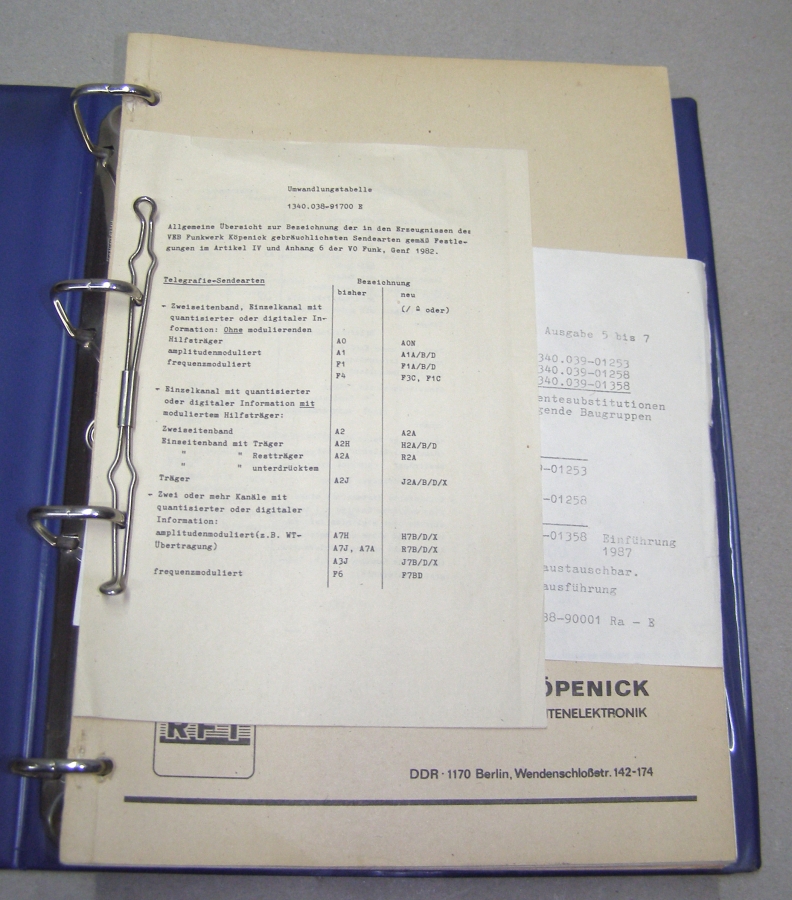 Umwandlungstabelle
1340.038-91700 E
Allgemeine Übersicht zur Bezeichnung der in den Erzeugnissen des
VEB Funkwerk Köpenick gebräuchlichsten Sendearten gemäß Festle-
gungen im Artikel IV und Anhang 6 der VO Funk, Genf 1982.
Telegrafie-Sendearten Bezeichnung
bisher neu
- Zweiseitenband, Einzelkanal mit (/ ≙ oder)
quantisierter oder digitaler In-
formation: Ohne modulierenden
Hilfsträger A0 A0N
amplitudenmoduliert A1 A1A/B/D
frequenzmoduliert F1 F1A/B/D
F4 F3C, F1C
- Einzelkanal mit quantisierter
oder digitaler Information mit
moduliertem Hilfsträger:
Zweiseitenband A2 A2A
Einseitenband mit Träger A2H H2A/B/D
" " Restträger A2A R2A
" " unterdrücktem
Träger A2J J2A/B/D/X
- Zwei oder mehr Kanäle mit
quantisierter oder digitaler
Information:
amplitudenmoduliert(z.B. WT- A7H H7B/D/X
Übertragung) A7J, A7A R7B/D/X
A3J J7B/D/X
frequenzmoduliert F6 F7BD
Ausgabe 5 bis 7
340.039-01253
340.039-01258
340.039-01358
entesubstitutionen
gende Baugruppen
-01253
-01258
-01358 Einführung
1987
austauschbar.
ausführung
38-90001 Ra - E
ÖPENICK
TENELEKTRONIK
RFT
DDR · 1170 Berlin, Wendenschloßstr. 142-174